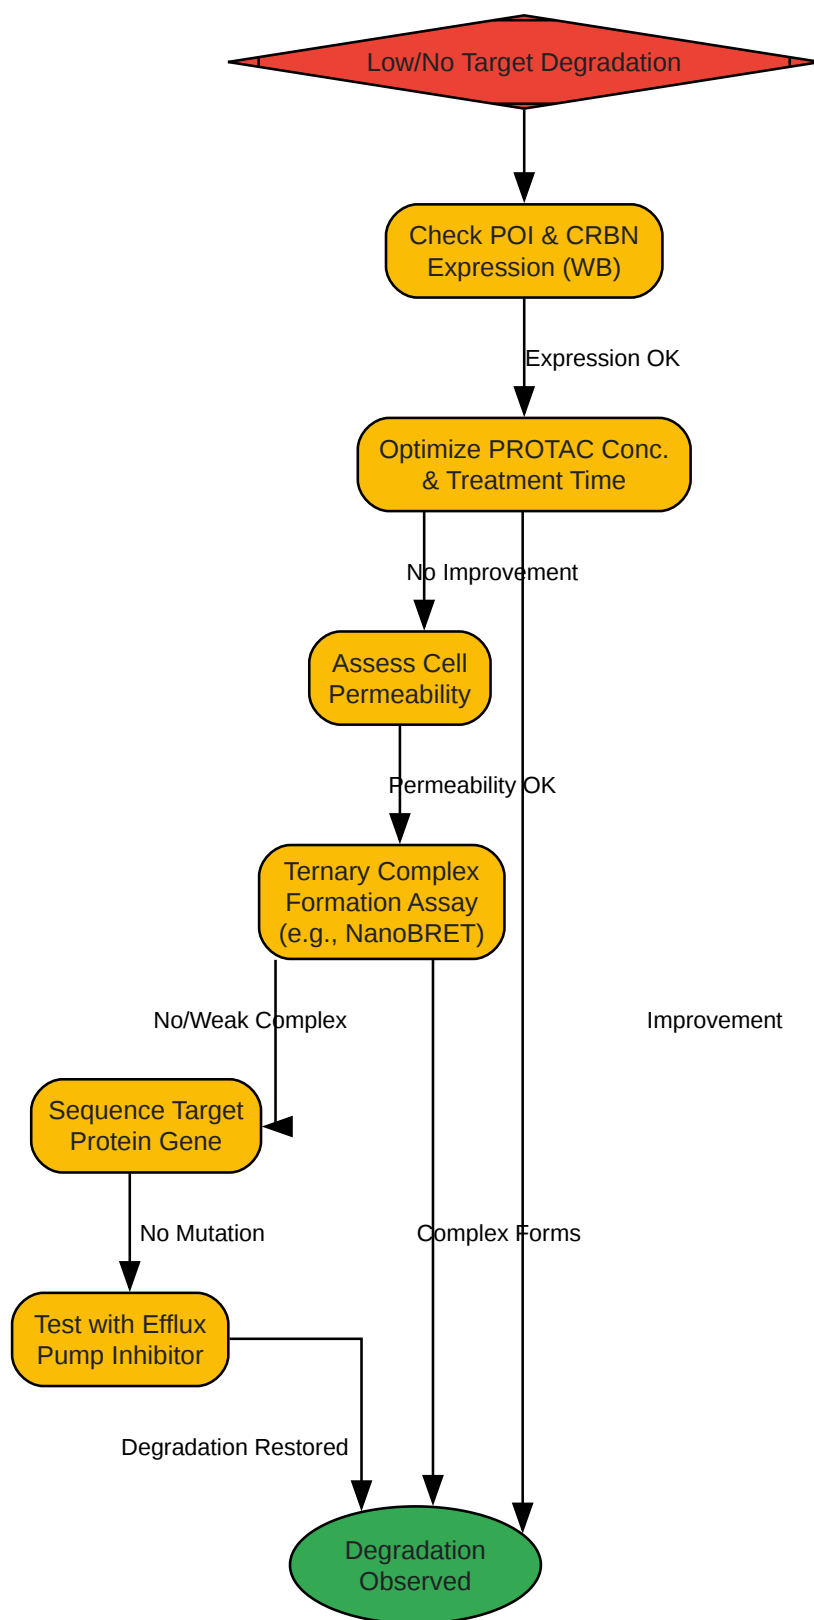 Low/No Target Degradation
Check POI & CRBN
Expression (WB)
Expression OK
Optimize PROTAC Conc.
& Treatment Time
No Improvement
Assess Cell
Permeability
Permeability OK
Ternary Complex
Formation Assay
(e.g., NanoBRET)
No/Weak Complex
Improvement
Sequence Target
Protein Gene
No Mutation
Complex Forms
Test with Efflux
Pump Inhibitor
Degradation Restored
Degradation
Observed